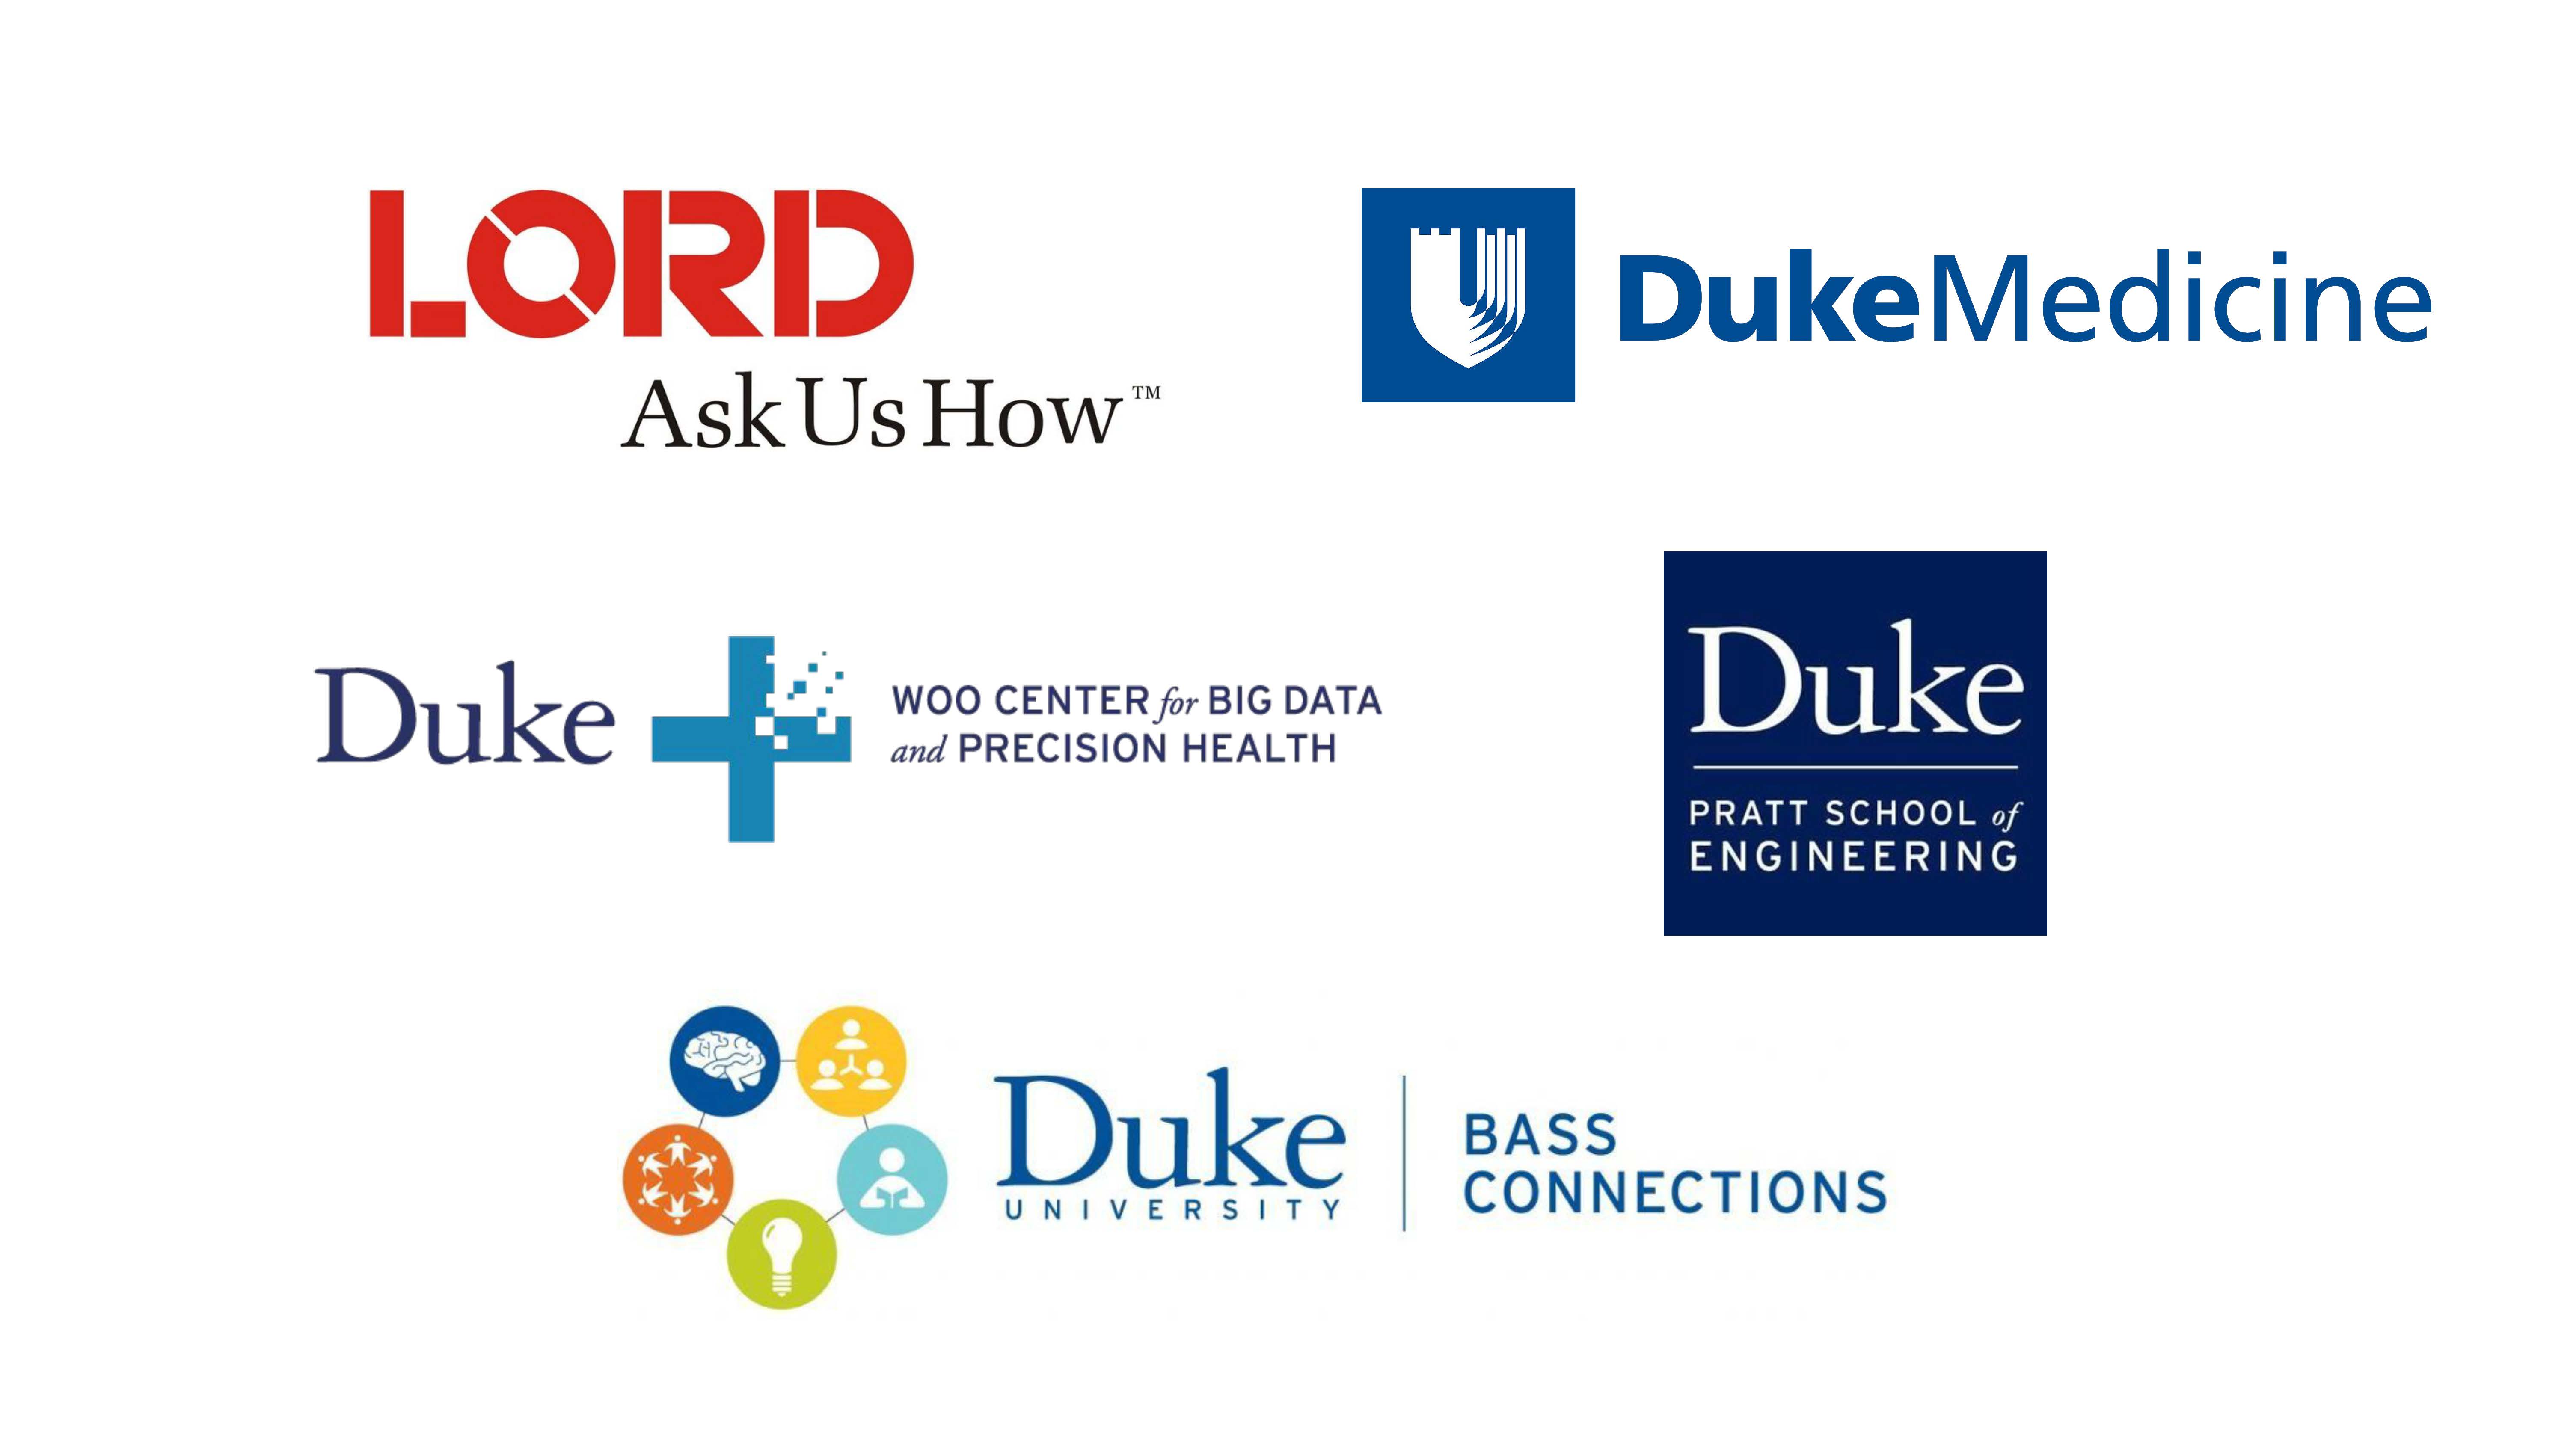 LORD
Ask Us How™
DukeMedicine
Duke
WOO CENTER for BIG DATA
and PRECISION HEALTH
Duke
PRATT SCHOOL of
ENGINEERING
Duke
UNIVERSITY
BASS
CONNECTIONS